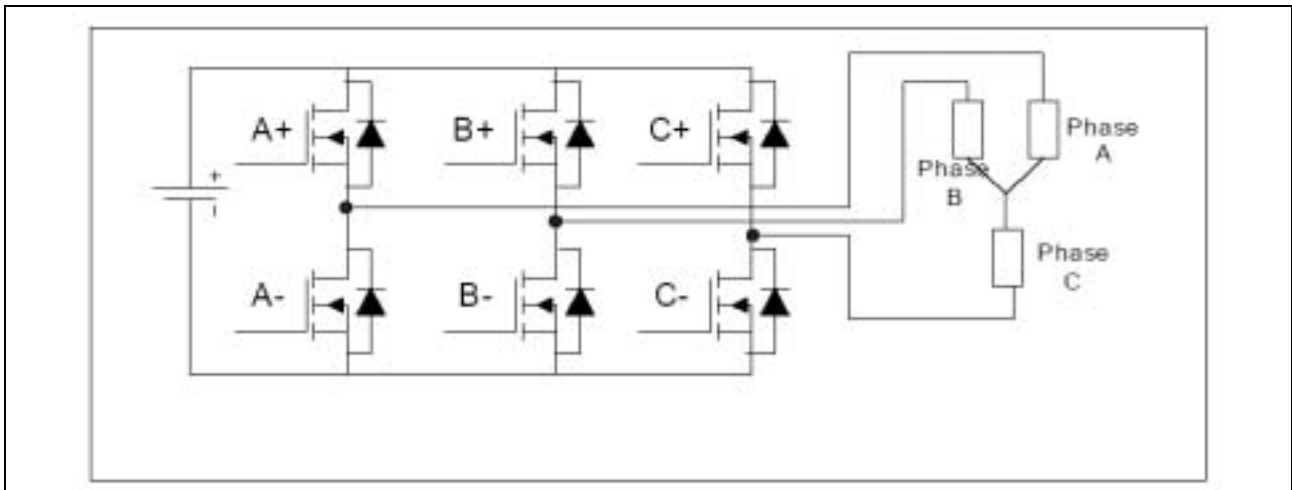 A+
B+
C+
Phase
A
Phase
B
+
-
A-
B-
C-
Phase
C